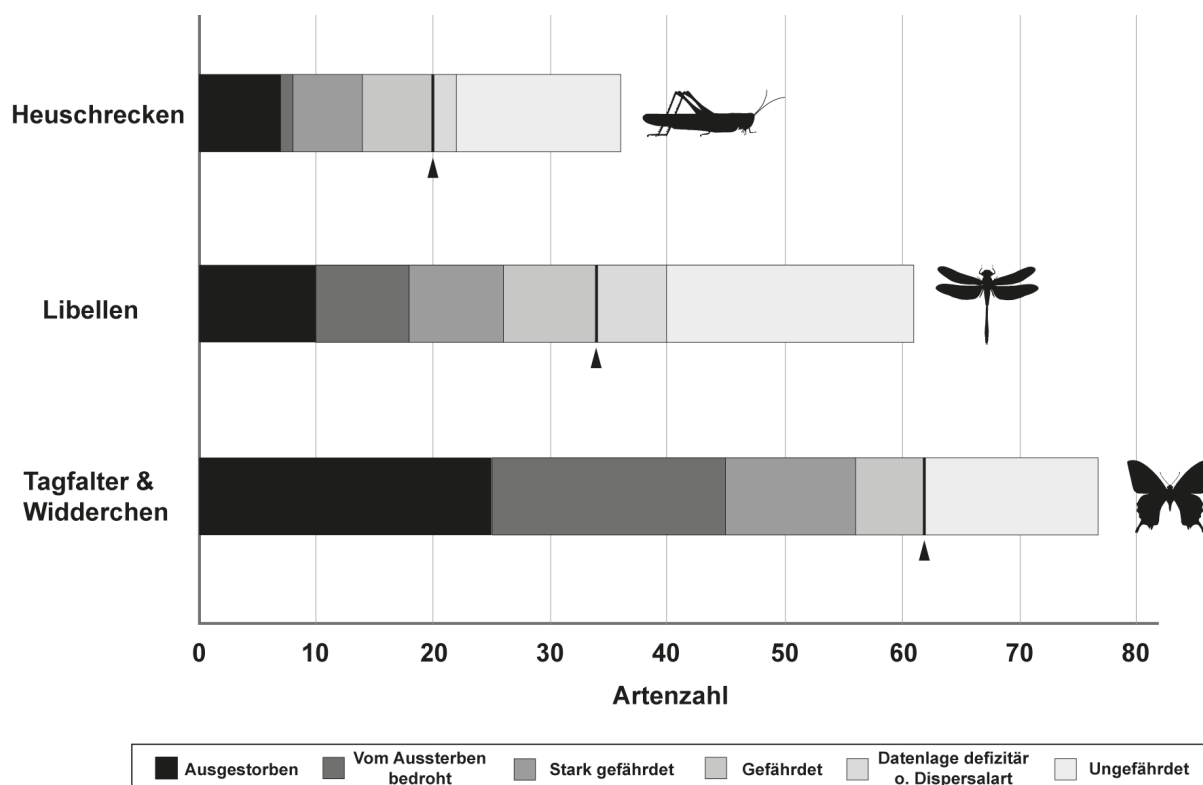 Heuschrecken
Libellen
Tagfalter &
Widderchen
0 10 20 30 40 50 60 70 80
Artenzahl
Ausgestorben
Vom Aussterben
bedroht
Stark gefährdet
Gefährdet
Datenlage defizitär
o. Dispersalart
Ungefährdet